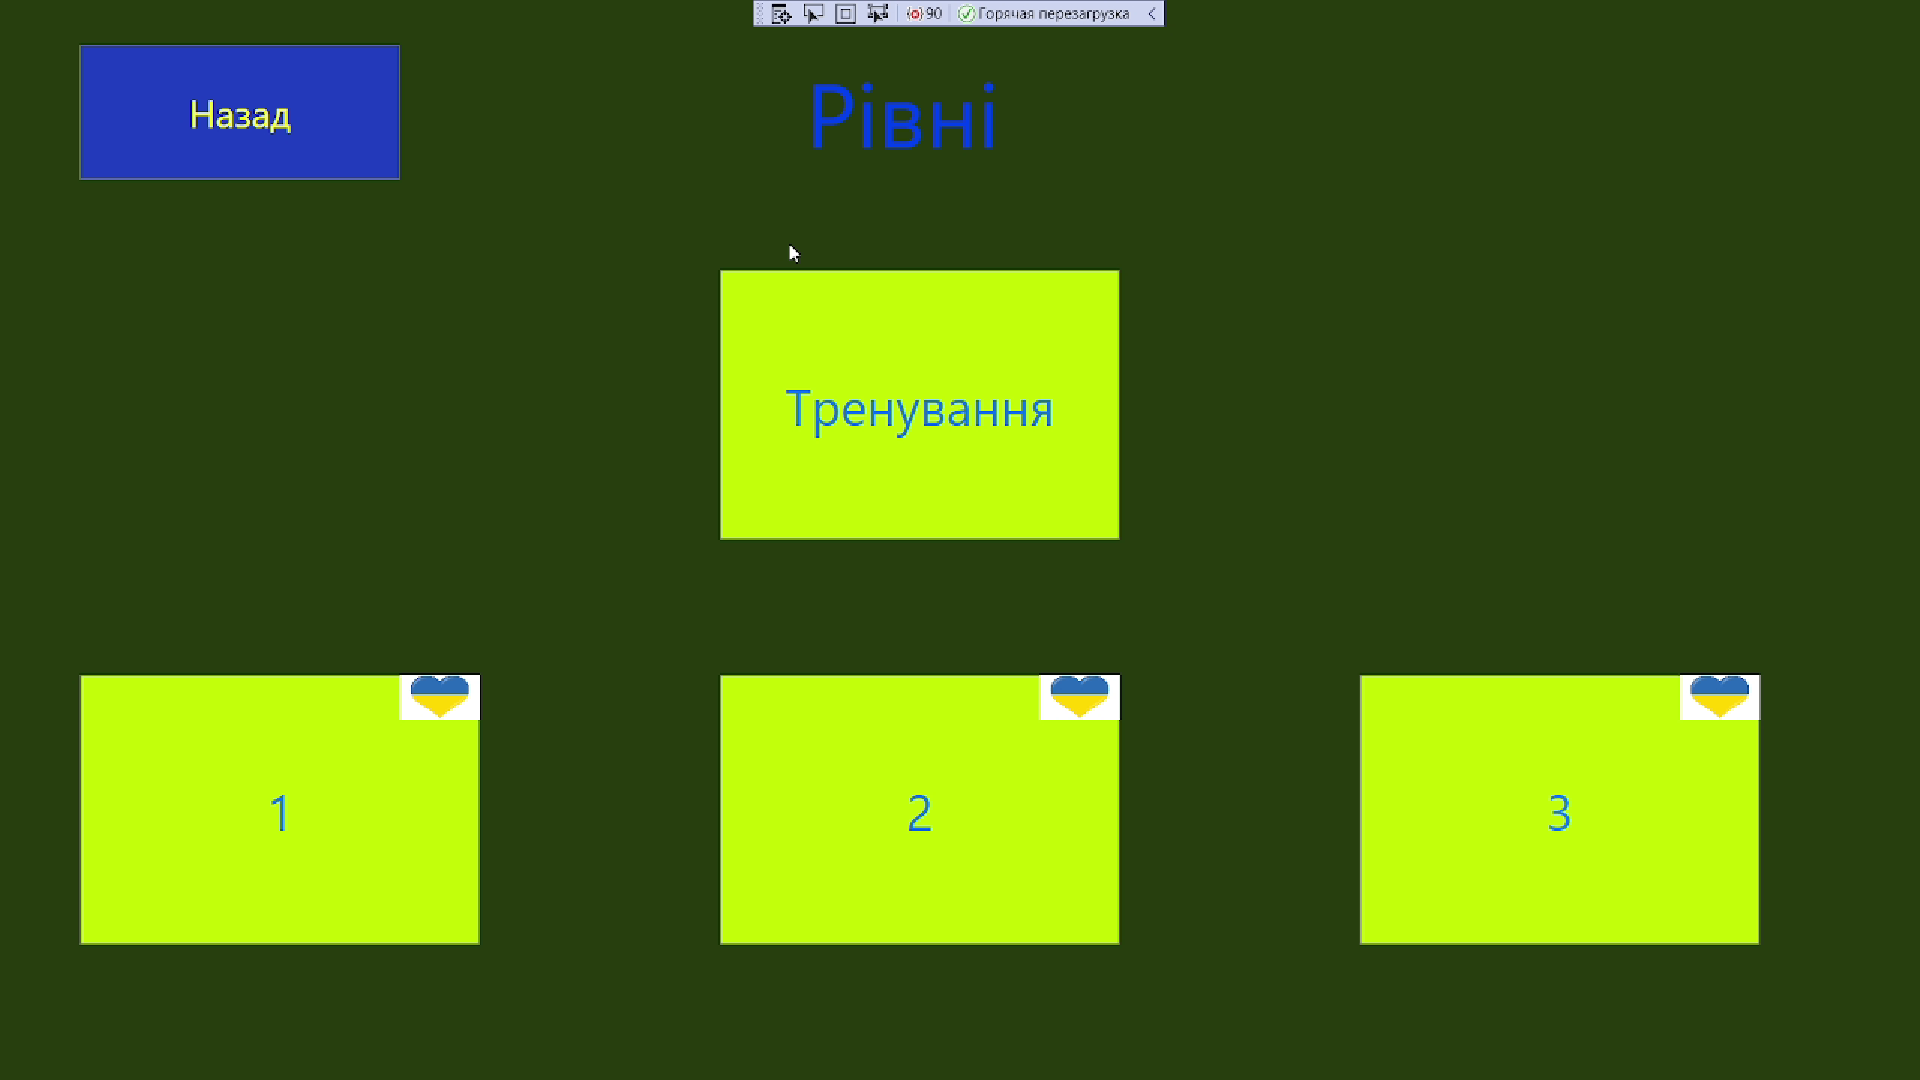 90 Горячая перезагрузка
Назад
Рівні
Тренування
1
2
3